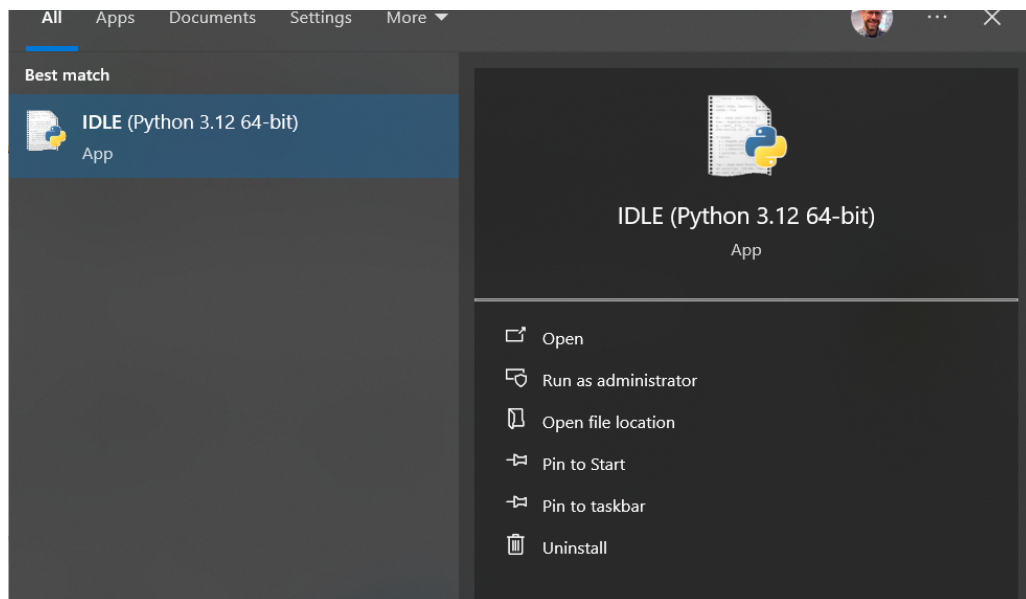 All Apps Documents Settings More
Best match
IDLE (Python 3.12 64-bit)
App
IDLE (Python 3.12 64-bit)
App
Open
Run as administrator
Open file location
Pin to Start
Pin to taskbar
Uninstall